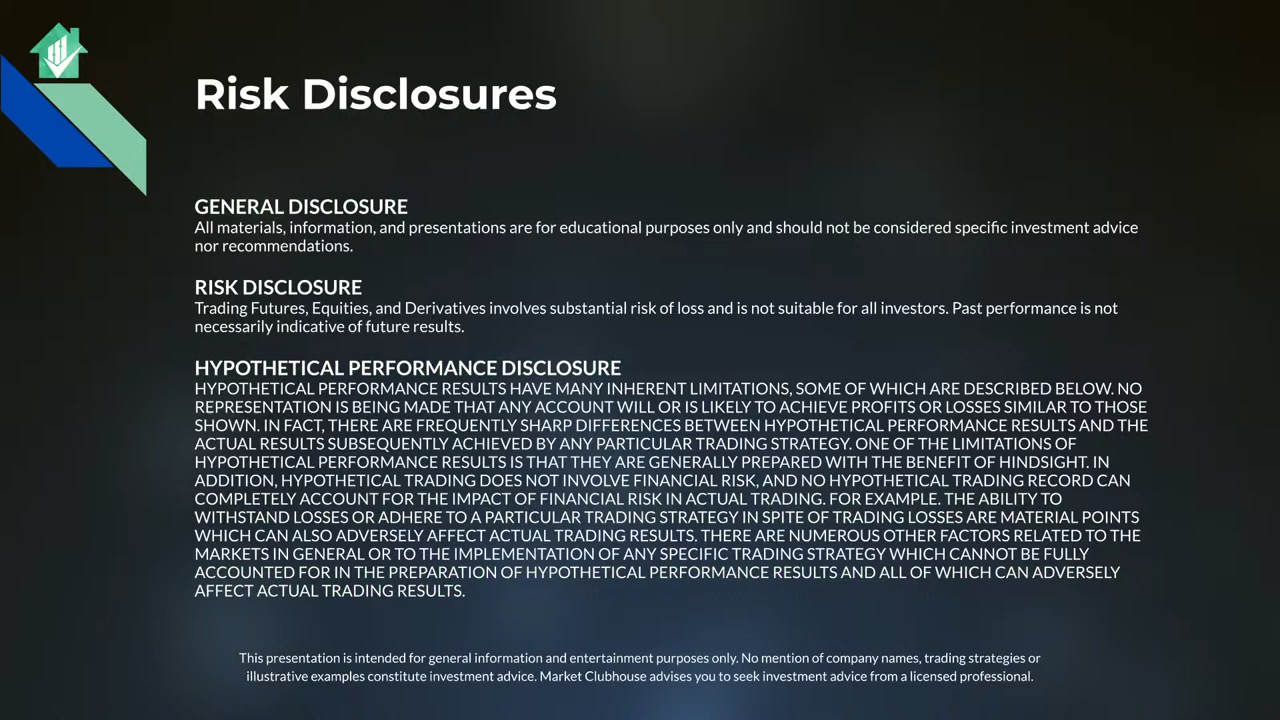 Risk Disclosures
GENERAL DISCLOSURE
All materials, information, and presentations are for educational purposes only and should not be considered specific investment advice
nor recommendations.
RISK DISCLOSURE
Trading Futures, Equities, and Derivatives involves substantial risk of loss and is not suitable for all investors. Past performance is not
necessarily indicative of future results.
HYPOTHETICAL PERFORMANCE DISCLOSURE
HYPOTHETICAL PERFORMANCE RESULTS HAVE MANY INHERENT LIMITATIONS, SOME OF WHICH ARE DESCRIBED BELOW. NO
REPRESENTATION IS BEING MADE THAT ANY ACCOUNT WILL OR IS LIKELY TO ACHIEVE PROFITS OR LOSSES SIMILAR TO THOSE
SHOWN. IN FACT, THERE ARE FREQUENTLY SHARP DIFFERENCES BETWEEN HYPOTHETICAL PERFORMANCE RESULTS AND THE
ACTUAL RESULTS SUBSEQUENTLY ACHIEVED BY ANY PARTICULAR TRADING STRATEGY. ONE OF THE LIMITATIONS OF
HYPOTHETICAL PERFORMANCE RESULTS IS THAT THEY ARE GENERALLY PREPARED WITH THE BENEFIT OF HINDSIGHT. IN
ADDITION, HYPOTHETICAL TRADING DOES NOT INVOLVE FINANCIAL RISK, AND NO HYPOTHETICAL TRADING RECORD CAN
COMPLETELY ACCOUNT FOR THE IMPACT OF FINANCIAL RISK IN ACTUAL TRADING. FOR EXAMPLE. THE ABILITY TO
WITHSTAND LOSSES OR ADHERE TO A PARTICULAR TRADING STRATEGY IN SPITE OF TRADING LOSSES ARE MATERIAL POINTS
WHICH CAN ALSO ADVERSELY AFFECT ACTUAL TRADING RESULTS. THERE ARE NUMEROUS OTHER FACTORS RELATED TO THE
MARKETS IN GENERAL OR TO THE IMPLEMENTATION OF ANY SPECIFIC TRADING STRATEGY WHICH CANNOT BE FULLY
ACCOUNTED FOR IN THE PREPARATION OF HYPOTHETICAL PERFORMANCE RESULTS AND ALL OF WHICH CAN ADVERSELY
AFFECT ACTUAL TRADING RESULTS.
This presentation is intended for general information and entertainment purposes only. No mention of company names, trading strategies or
illustrative examples constitute investment advice. Market Clubhouse advises you to seek investment advice from a licensed professional.